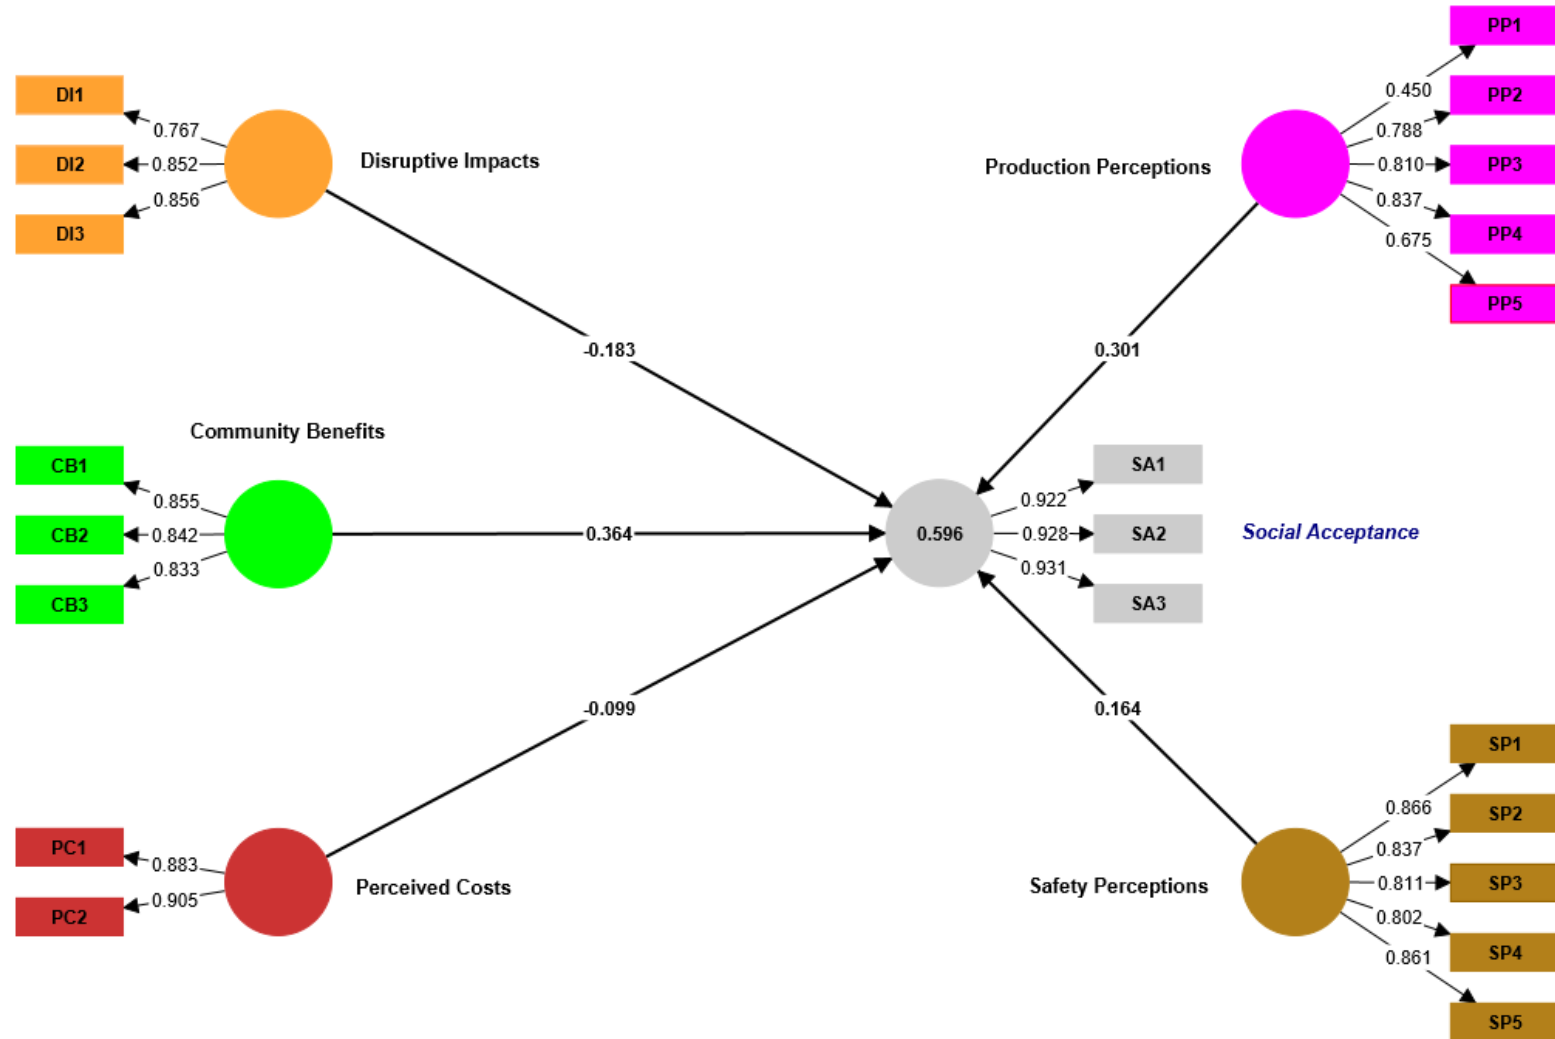 PP1
0.450
PP2
DI1
0.767
0.788
DI2
0.852
Disruptive Impacts
Production Perceptions
0.810
PP3
0.856
0.837
DI3
PP4
0.675
PP5
-0.183
0.301
Community Benefits
CB1
0.855
CB2
0.842
0.833
CB3
0.364
0.596
SA1
0.922
0.928
SA2
Social Acceptance
0.931
SA3
-0.099
0.164
PC1
0.883
PC2
0.905
Perceived Costs
Safety Perceptions
SP1
0.866
SP2
0.837
0.811
SP3
0.802
SP4
0.861
SP5